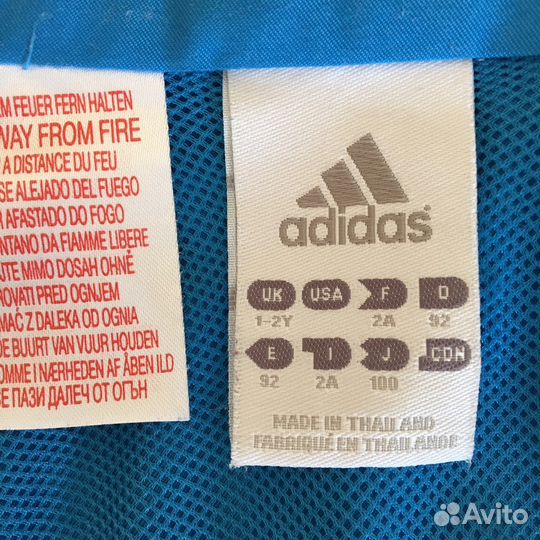 M FEUER FERN HALTEN
WAY FROM FIRE
A DISTANCE DU FEU
SE ALEJADO DEL FUEGO
R AFASTADO DO FOGO
NTANO DA FIAMME LIBERE
JTE MIMO DOSAH OHNĚ
ROVATI PRED OGNJEM
MAĆ Z DALEKA OD OGNIA
DE BUURT VAN VUUR HOUDEN
OMME I NÆRHEDEN AF ÅBEN ILD
СЕ ПАЗИ ДАЛЕЧ ОТ ОГЪН
adidas
UK USA F D
1-2Y 2A 92
E I J CDN
92 2A 100
MADE IN THAILAND
FABRIQUÉ EN THAILANDE
Avito